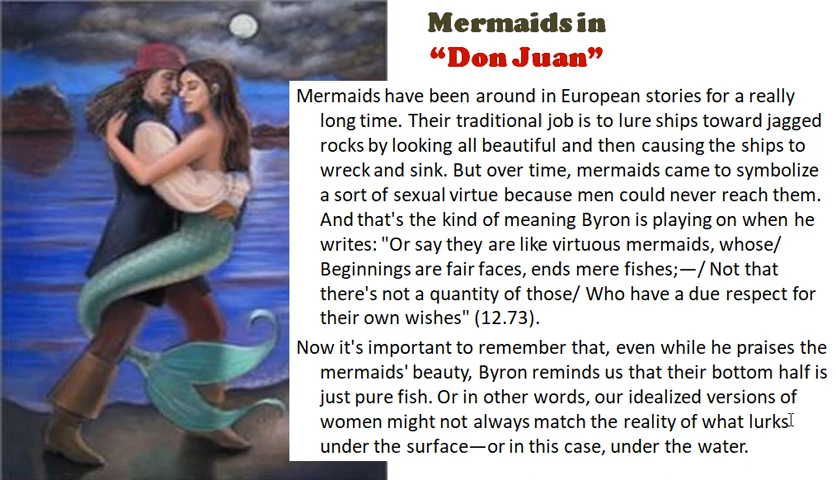 Mermaids in
“Don Juan”
Mermaids have been around in European stories for a really
long time. Their traditional job is to lure ships toward jagged
rocks by looking all beautiful and then causing the ships to
wreck and sink. But over time, mermaids came to symbolize
a sort of sexual virtue because men could never reach them.
And that's the kind of meaning Byron is playing on when he
writes: "Or say they are like virtuous mermaids, whose/
Beginnings are fair faces, ends mere fishes;—/ Not that
there's not a quantity of those/ Who have a due respect for
their own wishes" (12.73).
Now it's important to remember that, even while he praises the
mermaids' beauty, Byron reminds us that their bottom half is
just pure fish. Or in other words, our idealized versions of
women might not always match the reality of what lurks
under the surface—or in this case, under the water.